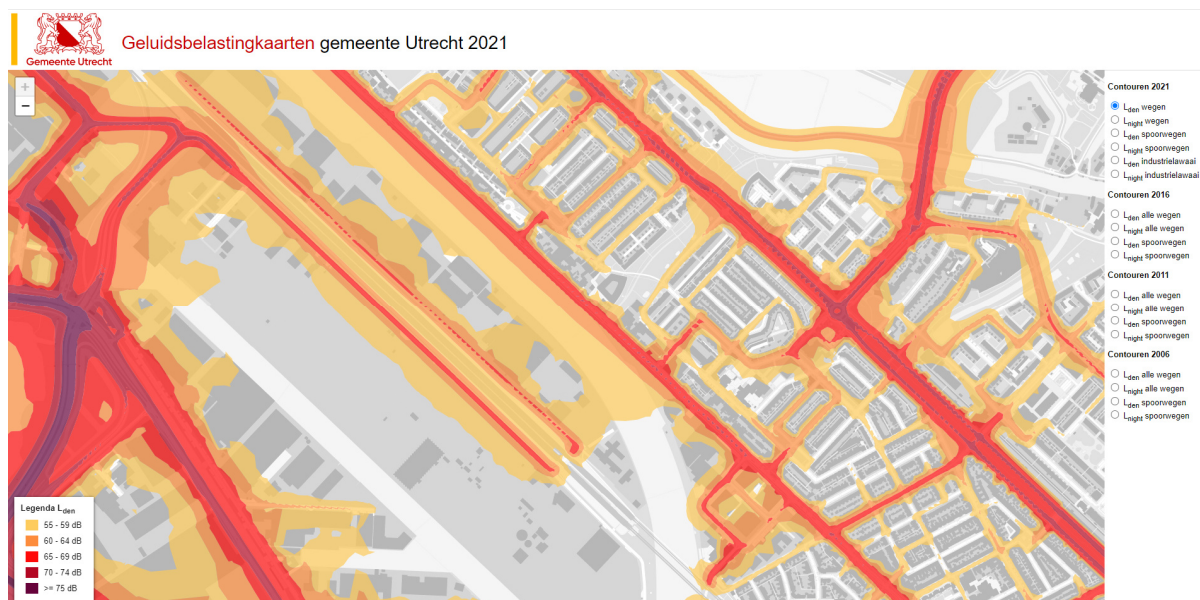 Gemeente Utrecht
Geluidsbelastingkaarten gemeente Utrecht 2021
+
−
Contouren 2021
Lden wegen
Lnight wegen
Lden spoorwegen
Lnight spoorwegen
Lden industrielawaai
Lnight industrielawaai
Contouren 2016
Lden alle wegen
Lnight alle wegen
Lden spoorwegen
Lnight spoorwegen
Contouren 2011
Lden alle wegen
Lnight alle wegen
Lden spoorwegen
Lnight spoorwegen
Contouren 2006
Lden alle wegen
Lnight alle wegen
Lden spoorwegen
Lnight spoorwegen
Legenda Lden
55 - 59 dB
60 - 64 dB
65 - 69 dB
70 - 74 dB
>= 75 dB